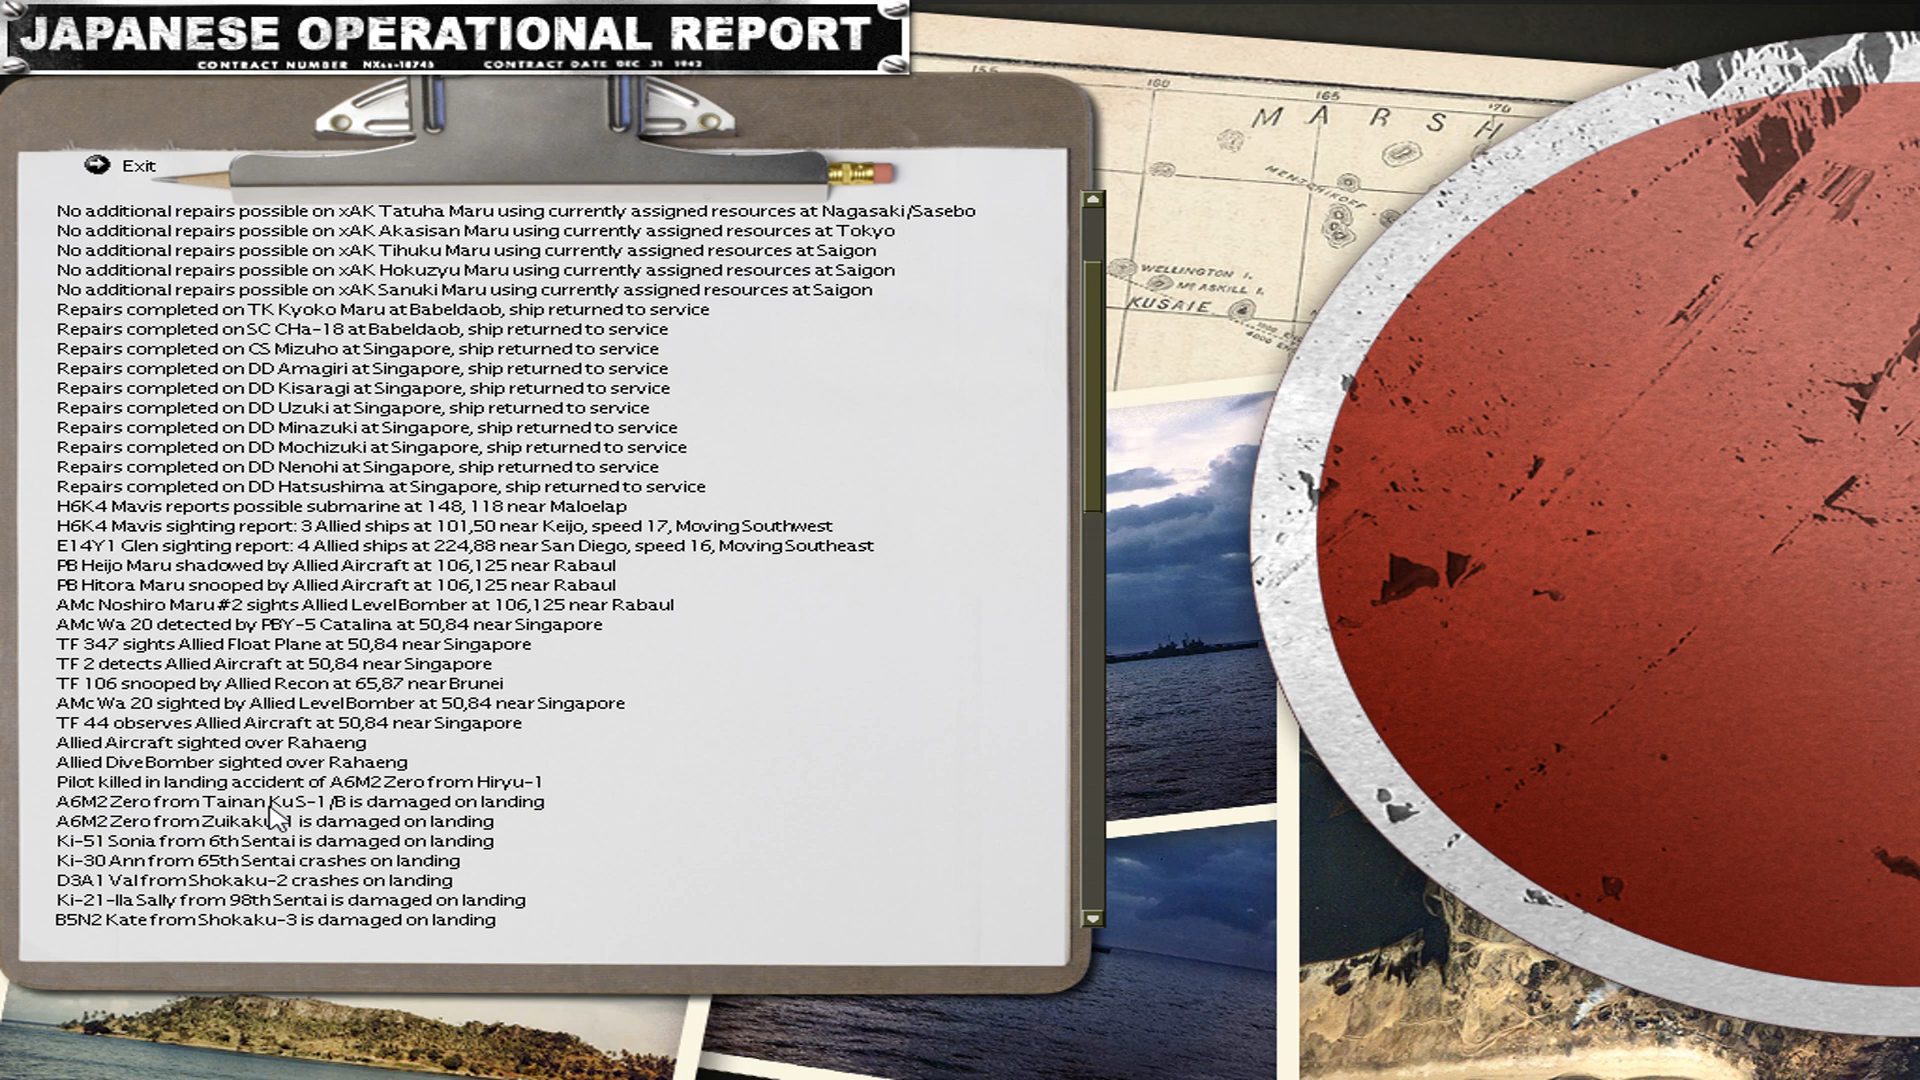 JAPANESE OPERATIONAL REPORT
CONTRACT NUMBER NX66-18745 CONTRACT DATE DEC 31 1942
Exit
No additional repairs possible on xAK Tatuha Maru using currently assigned resources at Nagasaki/Sasebo
No additional repairs possible on xAK Akasisan Maru using currently assigned resources at Tokyo
No additional repairs possible on xAK Tihuku Maru using currently assigned resources at Saigon
No additional repairs possible on xAK Hokuzyu Maru using currently assigned resources at Saigon
No additional repairs possible on xAK Sanuki Maru using currently assigned resources at Saigon
Repairs completed on TK Kyoko Maru at Babeldaob, ship returned to service
Repairs completed on SC CHa-18 at Babeldaob, ship returned to service
Repairs completed on CS Mizuho at Singapore, ship returned to service
Repairs completed on DD Amagiri at Singapore, ship returned to service
Repairs completed on DD Kisaragi at Singapore, ship returned to service
Repairs completed on DD Uzuki at Singapore, ship returned to service
Repairs completed on DD Minazuki at Singapore, ship returned to service
Repairs completed on DD Mochizuki at Singapore, ship returned to service
Repairs completed on DD Nenohi at Singapore, ship returned to service
Repairs completed on DD Hatsushima at Singapore, ship returned to service
H6K4 Mavis reports possible submarine at 148, 118 near Maloelap
H6K4 Mavis sighting report: 3 Allied ships at 101,50 near Keijo, speed 17, Moving Southwest
E14Y1 Glen sighting report: 4 Allied ships at 224,88 near San Diego, speed 16, Moving Southeast
PB Heijo Maru shadowed by Allied Aircraft at 106,125 near Rabaul
PB Hitora Maru snooped by Allied Aircraft at 106,125 near Rabaul
AMc Noshiro Maru #2 sights Allied Level Bomber at 106,125 near Rabaul
AMc Wa 20 detected by PBY-5 Catalina at 50,84 near Singapore
TF 347 sights Allied Float Plane at 50,84 near Singapore
TF 2 detects Allied Aircraft at 50,84 near Singapore
TF 106 snooped by Allied Recon at 65,87 near Brunei
AMc Wa 20 sighted by Allied Level Bomber at 50,84 near Singapore
TF 44 observes Allied Aircraft at 50,84 near Singapore
Allied Aircraft sighted over Rahaeng
Allied Dive Bomber sighted over Rahaeng
Pilot killed in landing accident of A6M2 Zero from Hiryu-1
A6M2 Zero from Tainan Ku S-1 /B is damaged on landing
A6M2 Zero from Zuikaku-1 is damaged on landing
Ki-51 Sonia from 6th Sentai is damaged on landing
Ki-30 Ann from 65th Sentai crashes on landing
D3A1 Val from Shokaku-2 crashes on landing
Ki-21-IIa Sally from 98th Sentai is damaged on landing
B5N2 Kate from Shokaku-3 is damaged on landing
155 160 165 170
MARSH
MENTCHIKOFF
WELLINGTON I.
McASKILL I.
KUSAIE